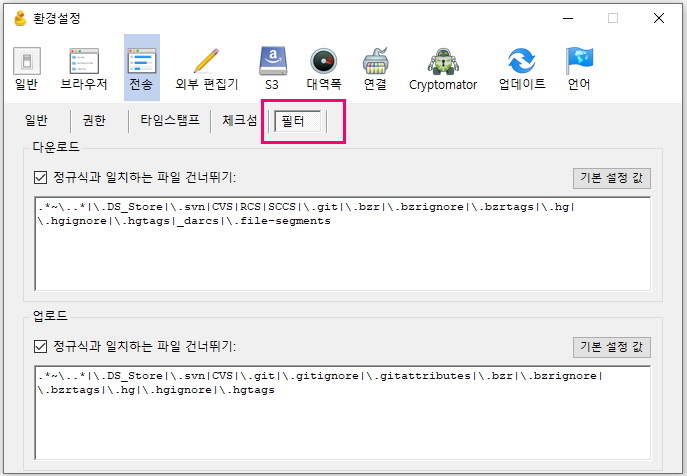 환경설정
일반 브라우저 전송 외부 편집기 S3 대역폭 연결 Cryptomator 업데이트 언어
일반 권한 타임스탬프 체크섬 필터
다운로드
정규식과 일치하는 파일 건너뛰기: 기본 설정 값
.*~\..*|\.DS_Store|\.svn|CVS|RCS|SCCS|\.git|\.bzr|\.bzrignore|\.bzrtags|\.hg|
\.hgignore|\.hgtags|_darcs|\.file-segments
업로드
정규식과 일치하는 파일 건너뛰기: 기본 설정 값
.*~\..*|\.DS_Store|\.svn|CVS|\.git|\.gitignore|\.gitattributes|\.bzr|\.bzrignore|
\.bzrtags|\.hg|\.hgignore|\.hgtags